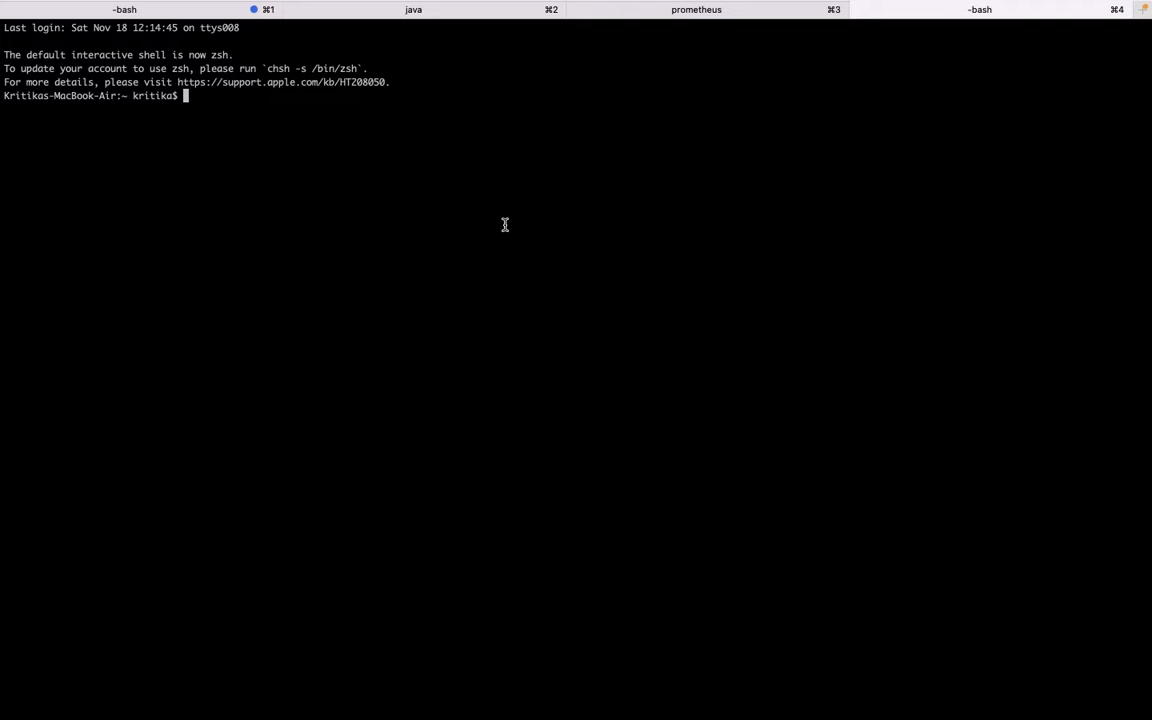 -bash ⌘1 java ⌘2 prometheus ⌘3 -bash ⌘4
Last login: Sat Nov 18 12:14:45 on ttys008
The default interactive shell is now zsh.
To update your account to use zsh, please run `chsh -s /bin/zsh`.
For more details, please visit https://support.apple.com/kb/HT208050.
Kritikas-MacBook-Air:~ kritika$